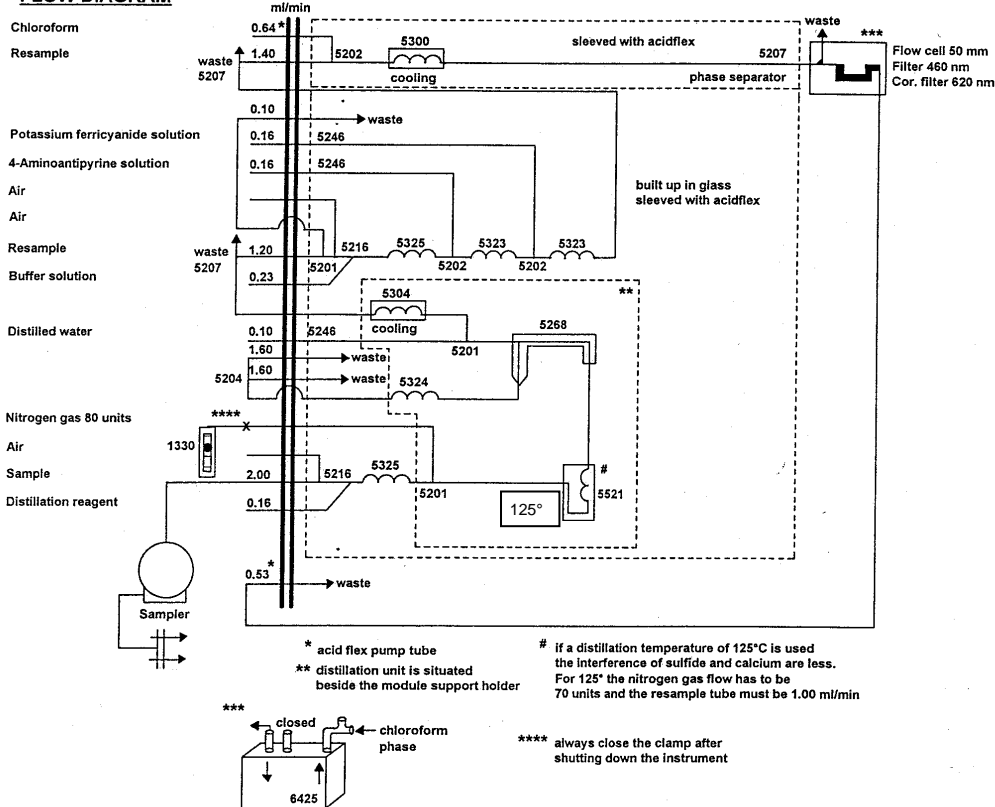 FLOW DIAGRAM
ml/min
Chloroform
0.64 *
Resample
1.40
5202
5300
cooling
sleeved with acidflex
5207
phase separator
waste
***
Flow cell 50 mm
Filter 460 nm
Cor. filter 620 nm
waste
5207
0.10
waste
Potassium ferricyanide solution
0.16
5246
4-Aminoantipyrine solution
0.16
5246
Air
Air
built up in glass
sleeved with acidflex
Resample
waste
5207
1.20
5201
5216
5325
5202
5323
5202
5323
Buffer solution
0.23
5304
cooling
**
Distilled water
0.10
5246
5201
5268
1.60
waste
5204
1.60
waste
5324
Nitrogen gas 80 units
****
x
Air
1330
Sample
2.00
5216
5325
5201
#
5521
125°
Distillation reagent
0.16
0.53 *
waste
Sampler
* acid flex pump tube
** distillation unit is situated
beside the module support holder
# if a distillation temperature of 125°C is used
the interference of sulfide and calcium are less.
For 125° the nitrogen gas flow has to be
70 units and the resample tube must be 1.00 ml/min
***
closed
chloroform
phase
6425
**** always close the clamp after
shutting down the instrument